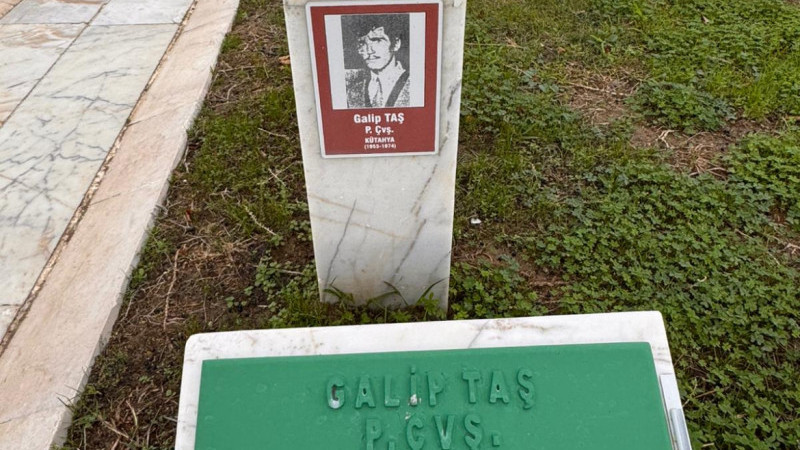 Galip TAŞ
P. Çvş.
KÜTAHYA
(1953-1974)
GALİP TAŞ
P. ÇVŞ.